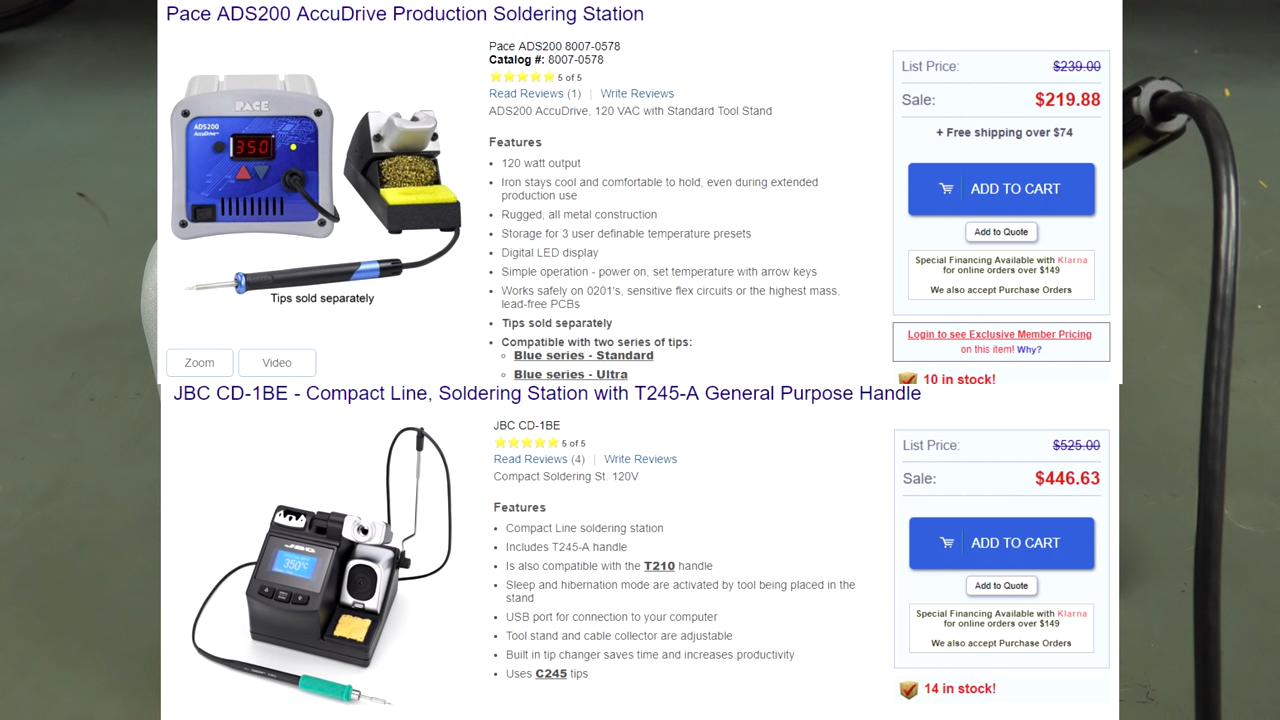 Pace ADS200 AccuDrive Production Soldering Station
PACE
ADS200
AccuDrive
350
Tips sold separately
Zoom
Video
Pace ADS200 8007-0578
Catalog #: 8007-0578
5 of 5
Read Reviews (1) | Write Reviews
ADS200 AccuDrive, 120 VAC with Standard Tool Stand
Features
• 120 watt output
• Iron stays cool and comfortable to hold, even during extended
production use
• Rugged, all metal construction
• Storage for 3 user definable temperature presets
• Digital LED display
• Simple operation - power on, set temperature with arrow keys
• Works safely on 0201's, sensitive flex circuits or the highest mass,
lead-free PCBs
• Tips sold separately
• Compatible with two series of tips:
Blue series - Standard
Blue series - Ultra
List Price: $239.00
Sale: $219.88
+ Free shipping over $74
ADD TO CART
Add to Quote
Special Financing Available with Klarna
for online orders over $149
We also accept Purchase Orders
Login to see Exclusive Member Pricing
on this item! Why?
10 in stock!
JBC CD-1BE - Compact Line, Soldering Station with T245-A General Purpose Handle
JBC
350°C
JBC CD-1BE
5 of 5
Read Reviews (4) | Write Reviews
Compact Soldering St. 120V
Features
• Compact Line soldering station
• Includes T245-A handle
• Is also compatible with the T210 handle
• Sleep and hibernation mode are activated by tool being placed in the
stand
• USB port for connection to your computer
• Tool stand and cable collector are adjustable
• Built in tip changer saves time and increases productivity
• Uses C245 tips
List Price: $525.00
Sale: $446.63
ADD TO CART
Add to Quote
Special Financing Available with Klarna
for online orders over $149
We also accept Purchase Orders
14 in stock!